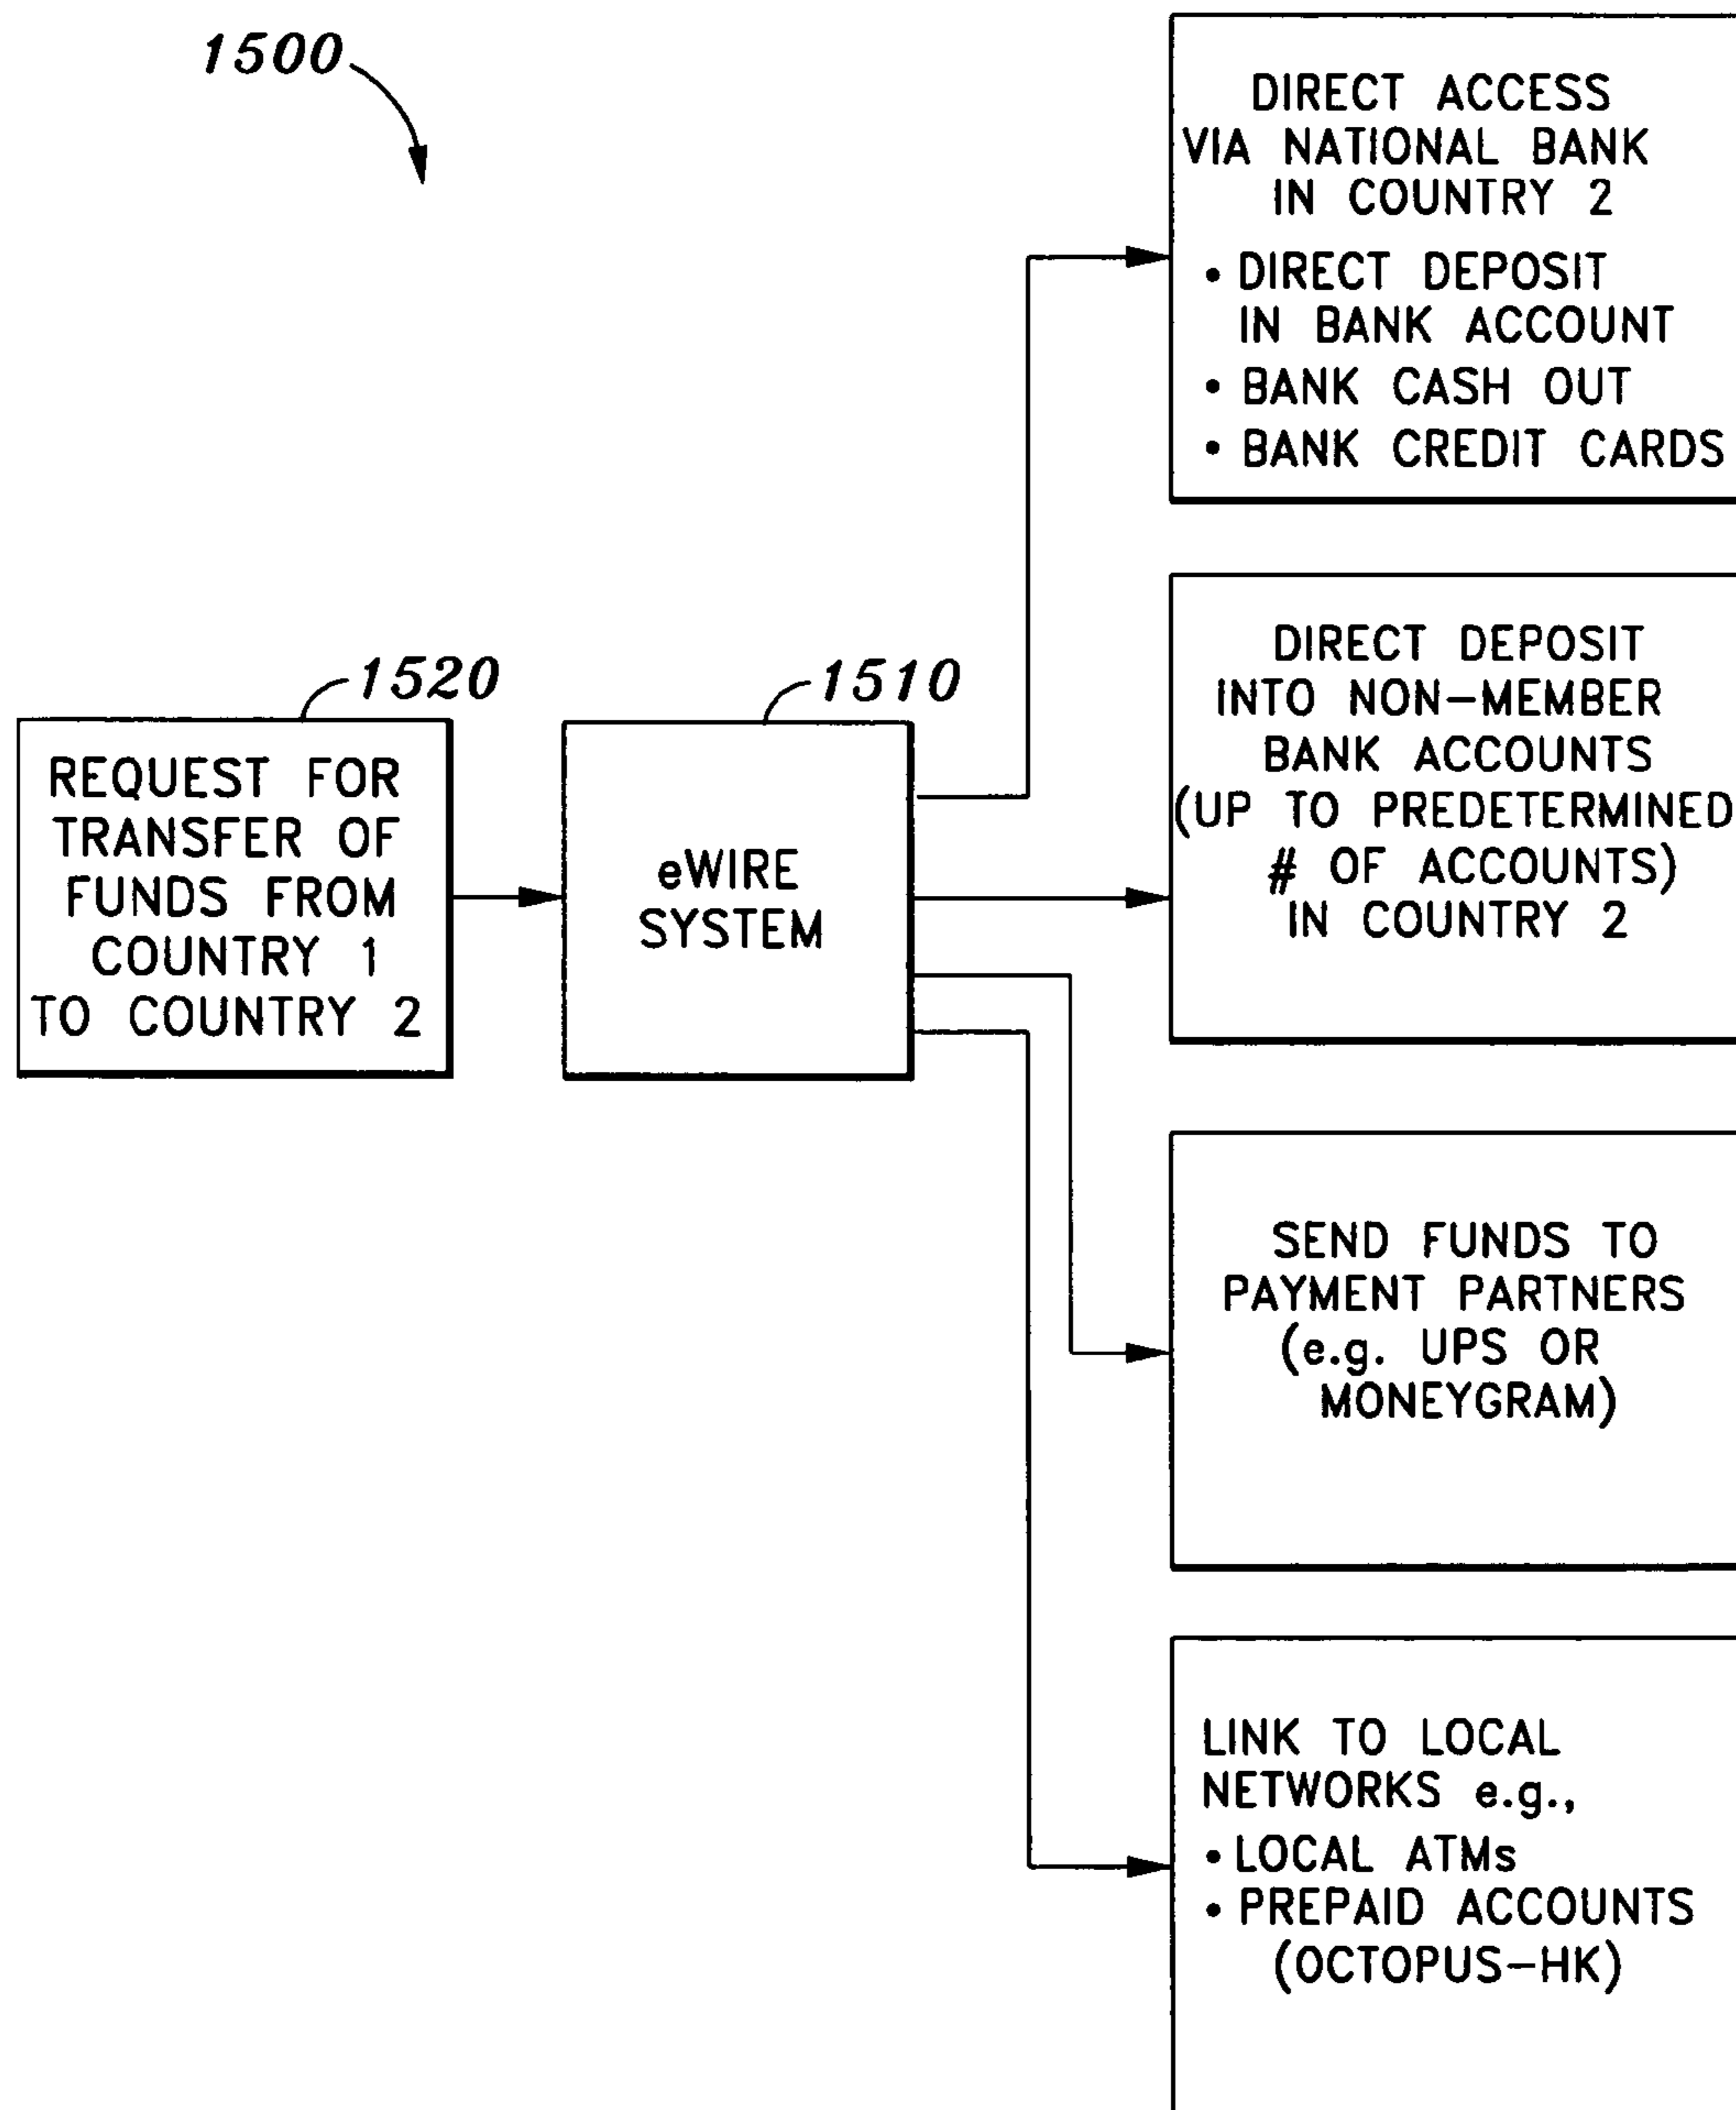 1500
DIRECT ACCESS
VIA NATIONAL BANK
IN COUNTRY 2
• DIRECT DEPOSIT
IN BANK ACCOUNT
• BANK CASH OUT
• BANK CREDIT CARDS
1520
REQUEST FOR
TRANSFER OF
FUNDS FROM
COUNTRY 1
TO COUNTRY 2
1510
eWIRE
SYSTEM
DIRECT DEPOSIT
INTO NON-MEMBER
BANK ACCOUNTS
(UP TO PREDETERMINED
# OF ACCOUNTS)
IN COUNTRY 2
SEND FUNDS TO
PAYMENT PARTNERS
(e.g. UPS OR
MONEYGRAM)
LINK TO LOCAL
NETWORKS e.g.,
• LOCAL ATMs
• PREPAID ACCOUNTS
(OCTOPUS-HK)